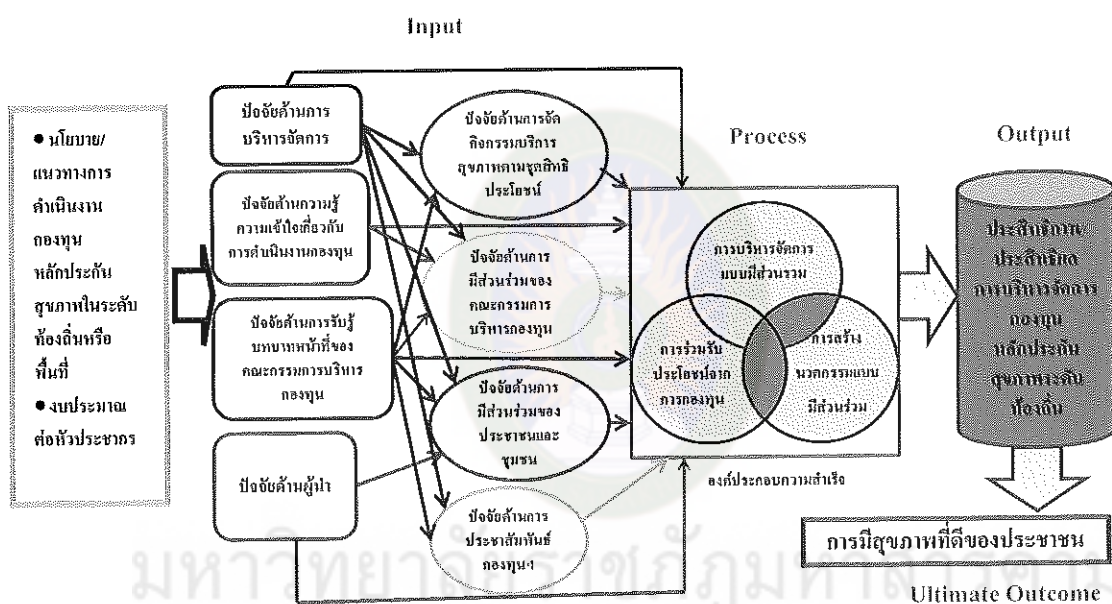 Input
● นโยบาย/
แนวทางการ
ดำเนินงาน
กองทุน
หลักประกัน
สุขภาพในระดับ
ท้องถิ่นหรือ
พื้นที่
● งบประมาณ
ต่อหัวประชากร
ปัจจัยด้านการ
บริหารจัดการ
ปัจจัยด้านความรู้
ความเข้าใจเกี่ยวกับ
การดำเนินงานกองทุน
ปัจจัยด้านการรับรู้
บทบาทหน้าที่ของ
คณะกรรมการบริหาร
กองทุน
ปัจจัยด้านผู้นำ
ปัจจัยด้านการจัด
กิจกรรมบริการ
สุขภาพตามชุดสิทธิ
ประโยชน์
ปัจจัยด้านการ
มีส่วนร่วมของ
คณะกรรมการ
บริหารกองทุน
ปัจจัยด้านการ
มีส่วนร่วมของ
ประชาชนและ
ชุมชน
ปัจจัยด้านการ
ประชาสัมพันธ์
กองทุนฯ
Process
การบริหารจัดการ
แบบมีส่วนรวม
การร่วมรับ
ประโยชน์จาก
การกองทุน
การสร้าง
นวตกรรมแบบ
มีส่วนร่วม
องค์ประกอบความสำเร็จ
Output
ประสิทธิภาพ
ประสิทธิผล
การบริหารจัดการ
กองทุน
หลักประกัน
สุขภาพระดับ
ท้องถิ่น
การมีสุขภาพที่ดีของประชาชน
Ultimate Outcome
มหาวิทยาลัยราชภัฏมหาสารคาม